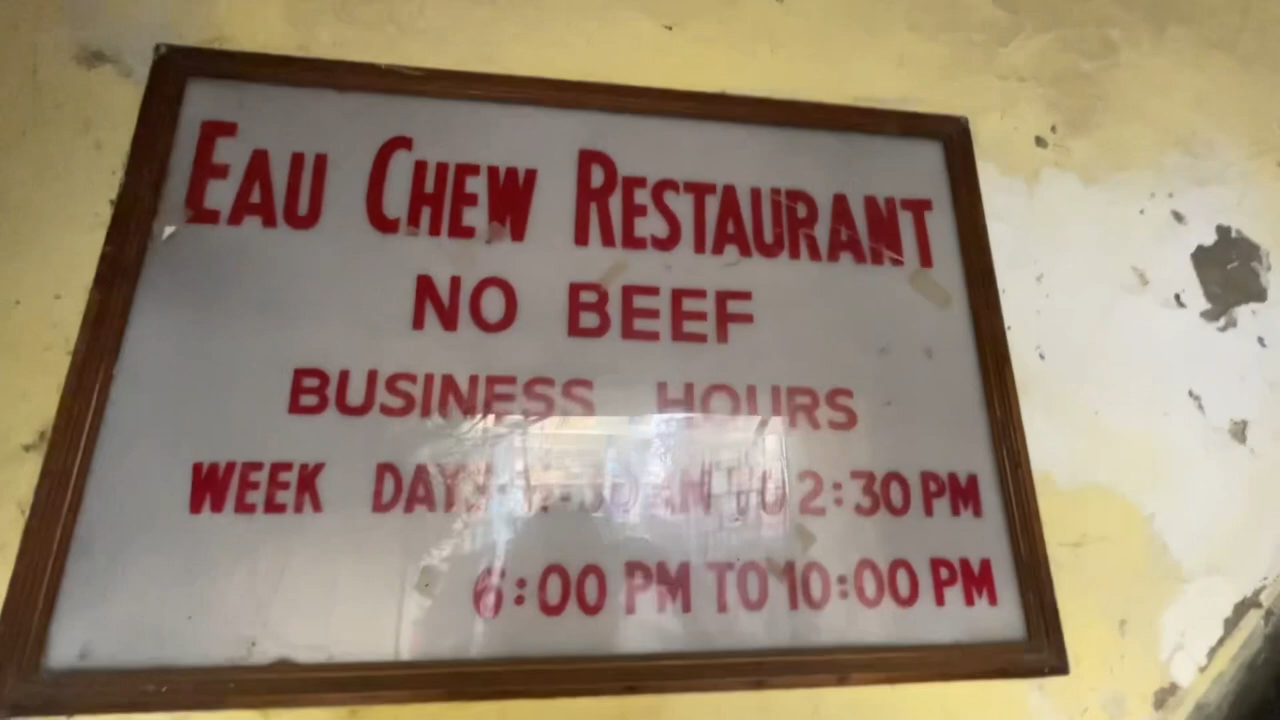 EAU CHEW RESTAURANT
NO BEEF
BUSINESS HOURS
WEEK DAYS TO 2:30 PM
6:00 PM TO 10:00 PM